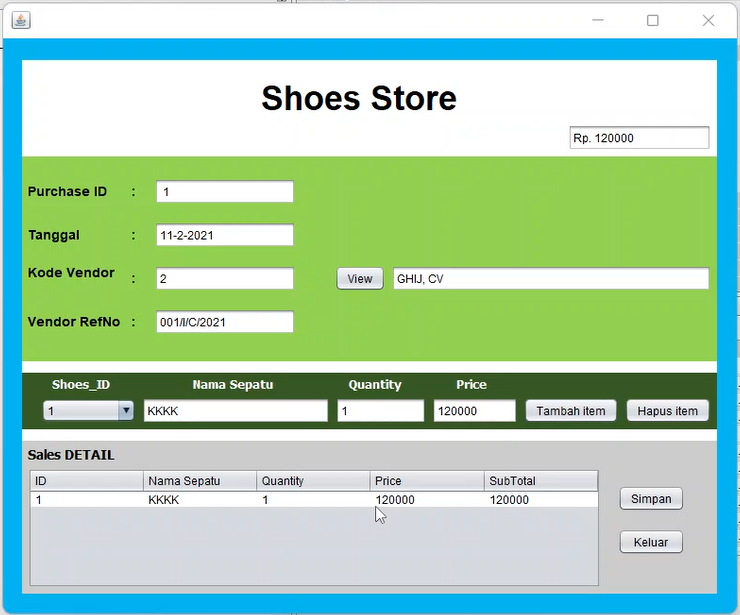 Shoes Store
Rp. 120000
Purchase ID : 1
Tanggal : 11-2-2021
Kode Vendor : 2 View GHIJ, CV
Vendor RefNo : 001/I/C/2021
Shoes_ID Nama Sepatu Quantity Price
1 KKKK 1 120000 Tambah item Hapus item
Sales DETAIL
ID Nama Sepatu Quantity Price SubTotal
1 KKKK 1 120000 120000
Simpan
Keluar